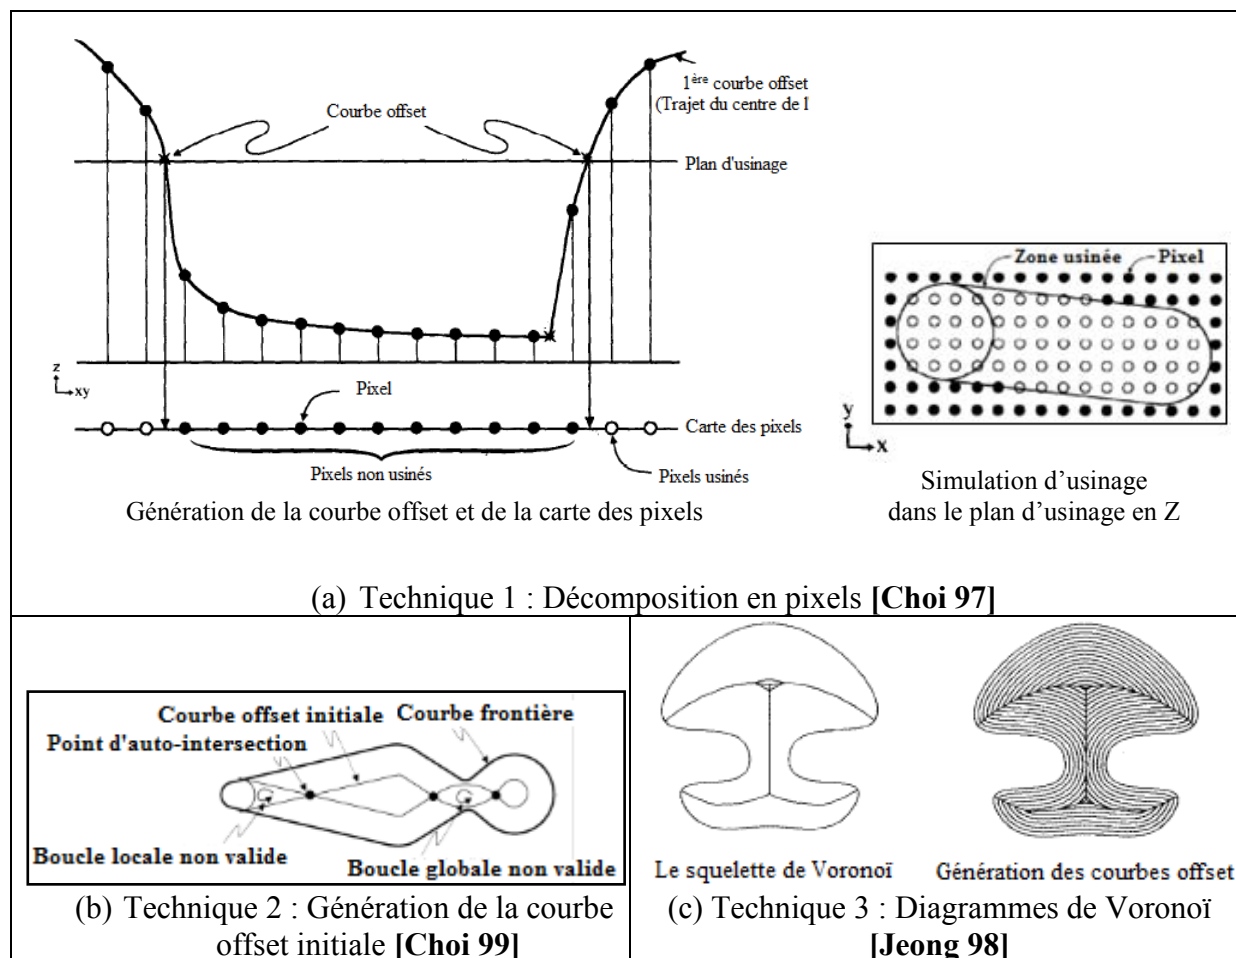 1ère courbe offset
(Trajet du centre de l
Courbe offset
Plan d'usinage
z
xy
Pixel
Carte des pixels
Pixels non usinés
Pixels usinés
Génération de la courbe offset et de la carte des pixels
Zone usinée
Pixel
y
x
Simulation d’usinage
dans le plan d’usinage en Z
(a) Technique 1 : Décomposition en pixels [Choi 97]
Courbe offset initiale
Courbe frontière
Point d'auto-intersection
Boucle locale non valide
Boucle globale non valide
(b) Technique 2 : Génération de la courbe
offset initiale [Choi 99]
Le squelette de Voronoï
Génération des courbes offset
(c) Technique 3 : Diagrammes de Voronoï
[Jeong 98]